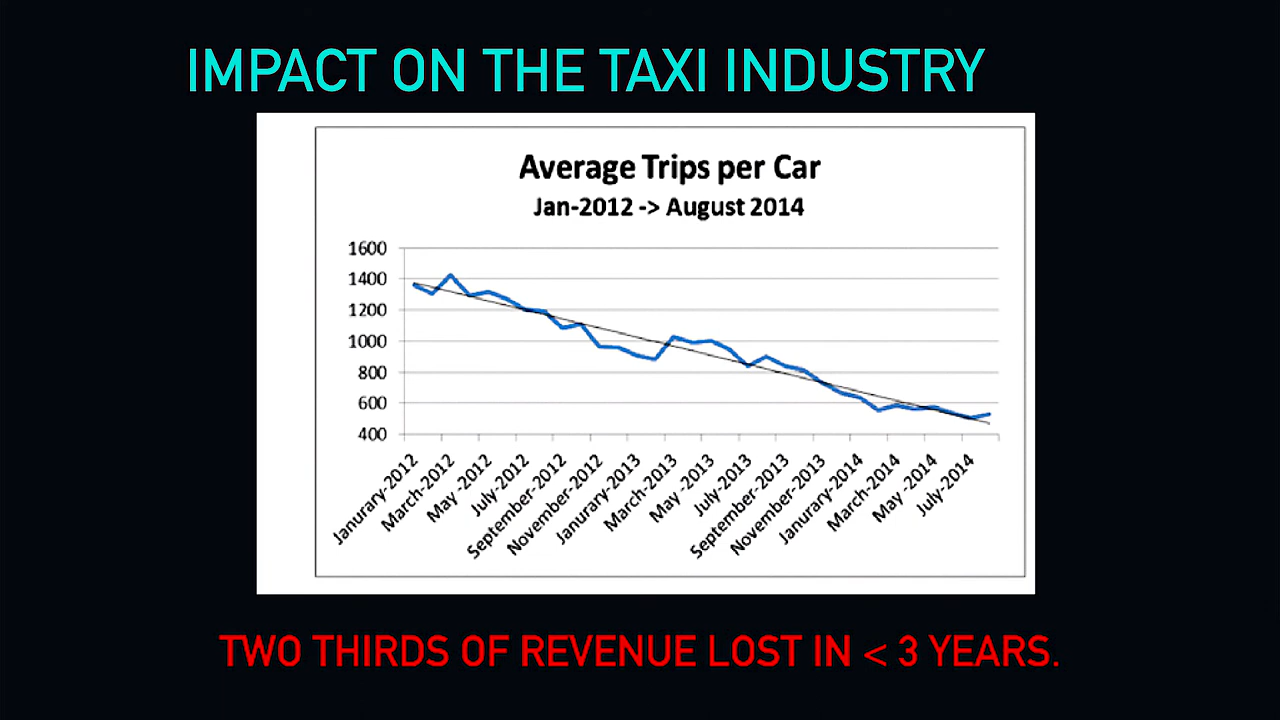 IMPACT ON THE TAXI INDUSTRY
Average Trips per Car
Jan-2012 -> August 2014
1600
1400
1200
1000
800
600
400
Janurary-2012
March-2012
May -2012
July-2012
September-2012
November-2012
Janurary-2013
March-2013
May -2013
July-2013
September-2013
November-2013
Janurary-2014
March-2014
May -2014
July-2014
TWO THIRDS OF REVENUE LOST IN < 3 YEARS.